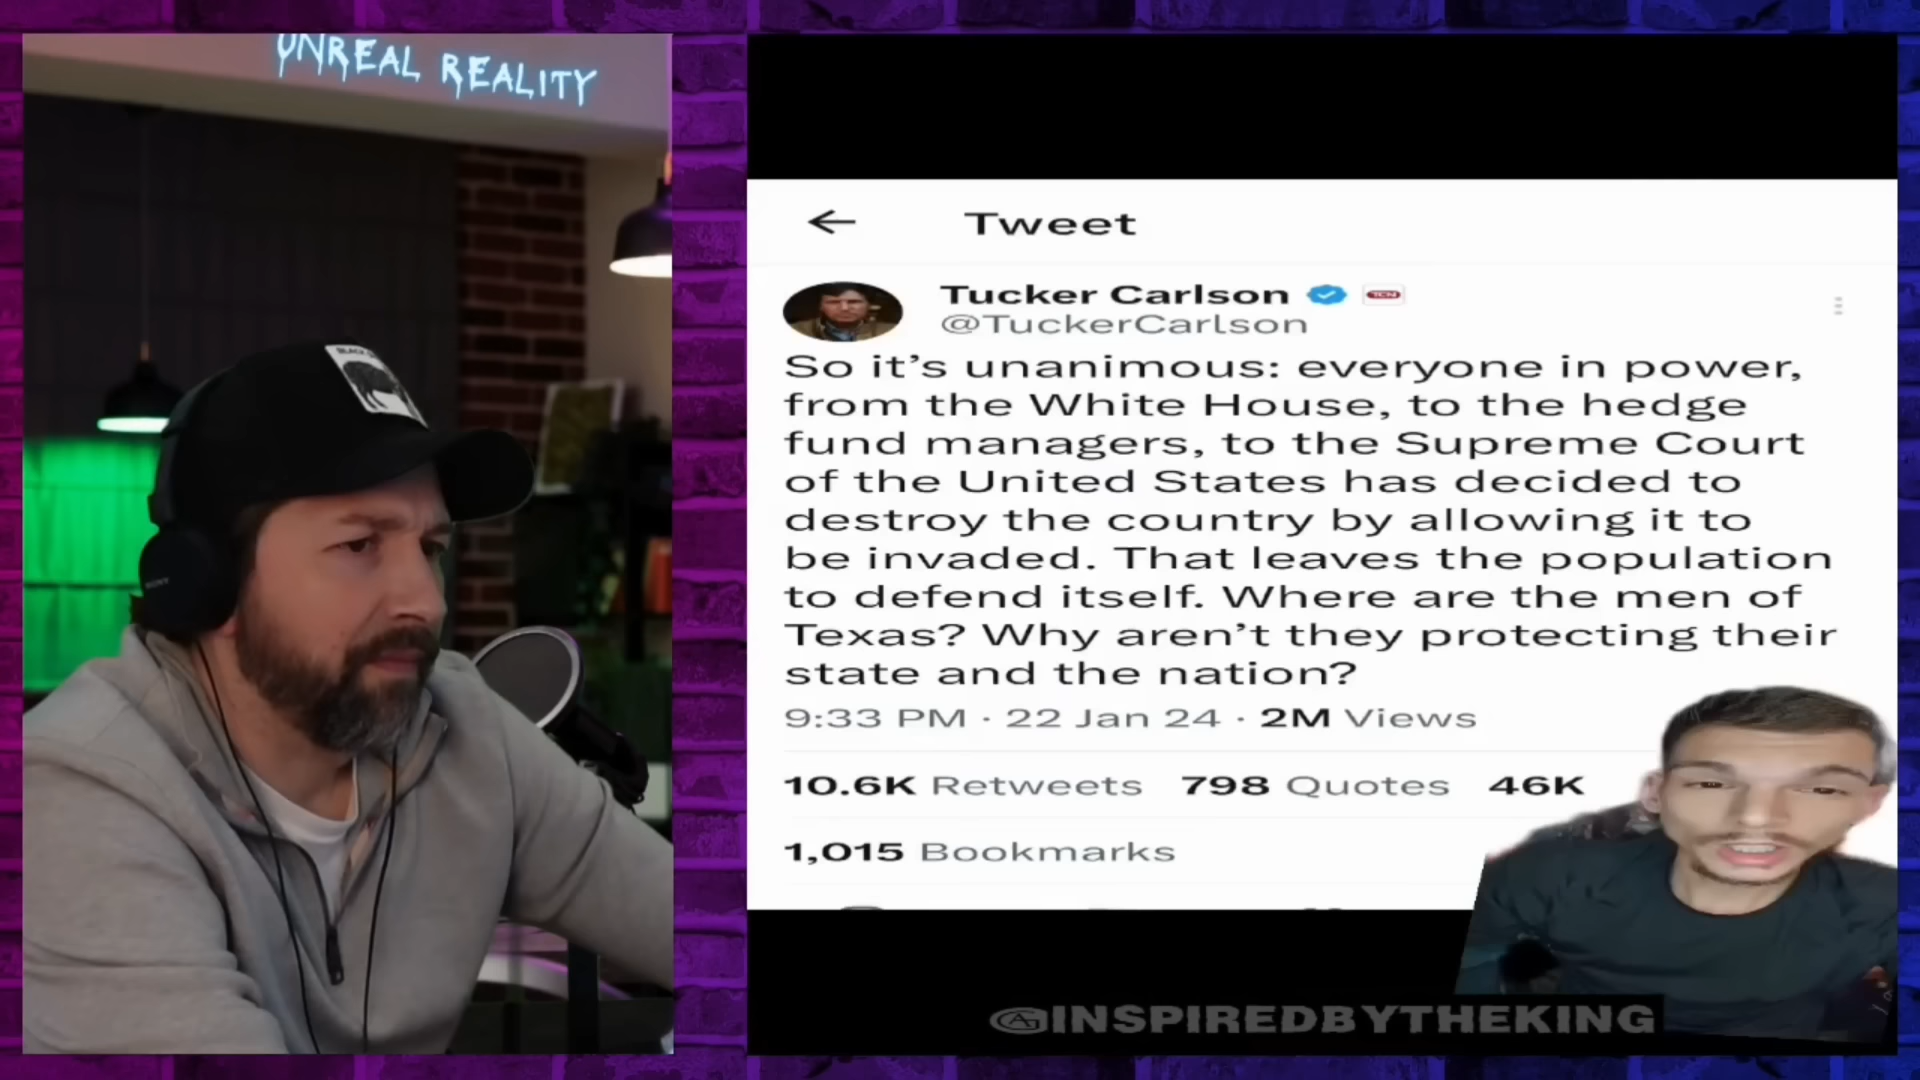 UNREAL REALITY
SONY
Tweet
Tucker Carlson TCN
@TuckerCarlson
So it's unanimous: everyone in power,
from the White House, to the hedge
fund managers, to the Supreme Court
of the United States has decided to
destroy the country by allowing it to
be invaded. That leaves the population
to defend itself. Where are the men of
Texas? Why aren't they protecting their
state and the nation?
9:33 PM · 22 Jan 24 · 2M Views
10.6K Retweets 798 Quotes 46K
1,015 Bookmarks
@INSPIREDBYTHEKING